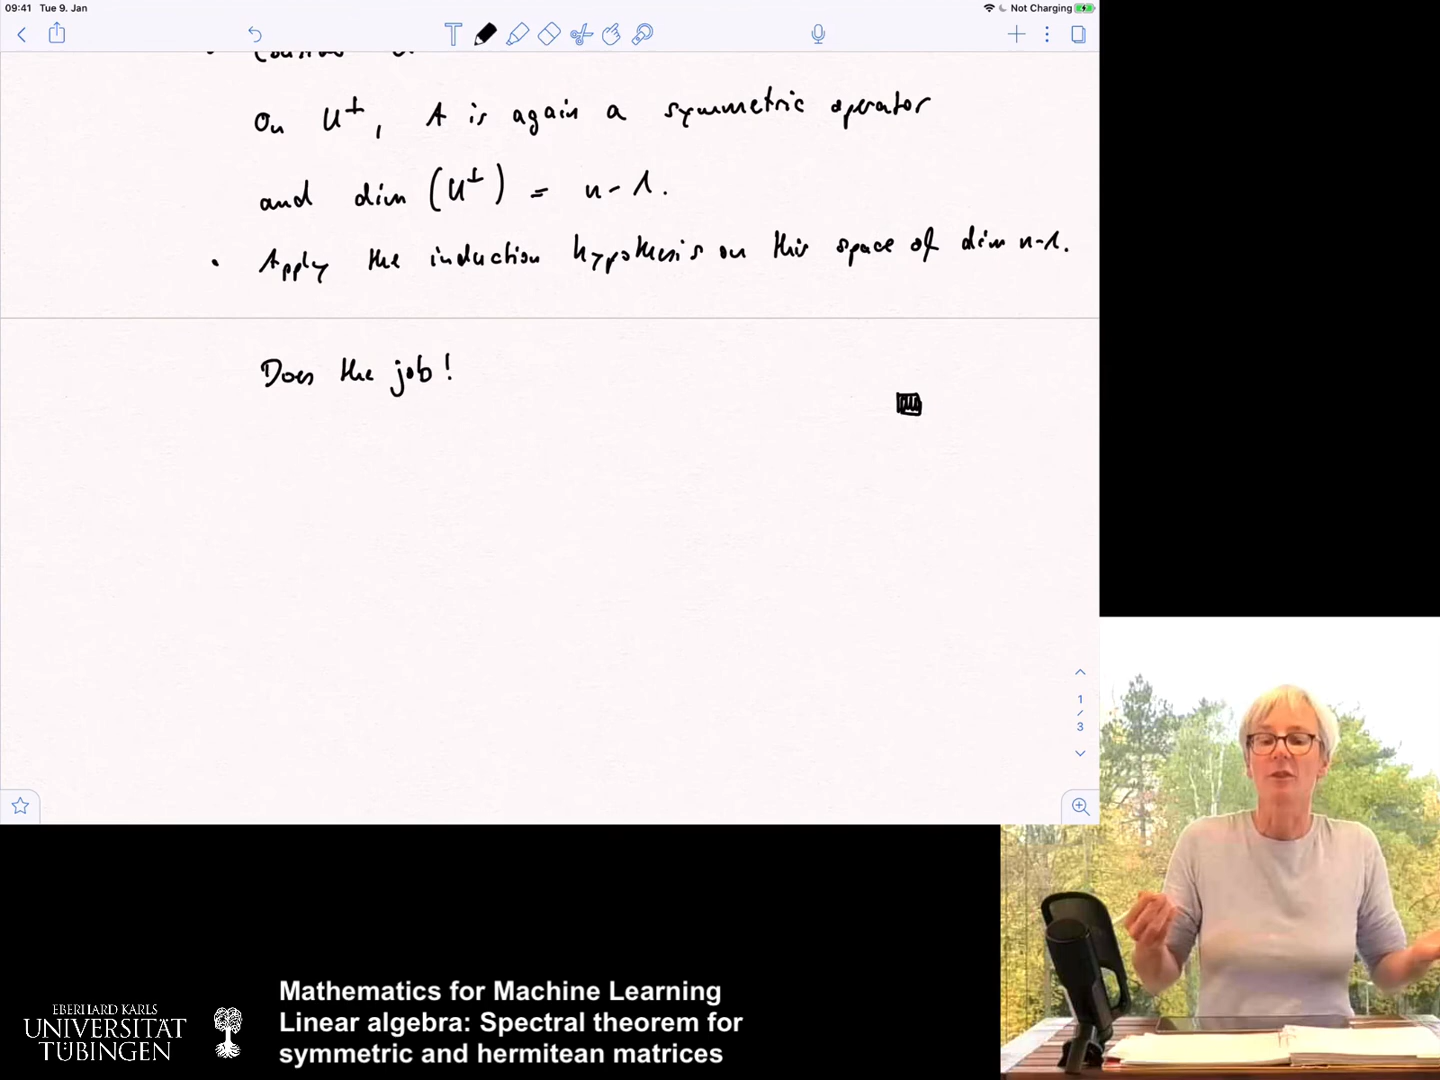 09:41 Tue 9. Jan
Not Charging
On U⊥, A is again a symmetric operator
and dim (U⊥) = n-1.
• Apply the induction hypothesis on this space of dim n-1.
Does the job!
1
/
3
EBERHARD KARLS
UNIVERSITÄT
TÜBINGEN
Mathematics for Machine Learning
Linear algebra: Spectral theorem for
symmetric and hermitean matrices